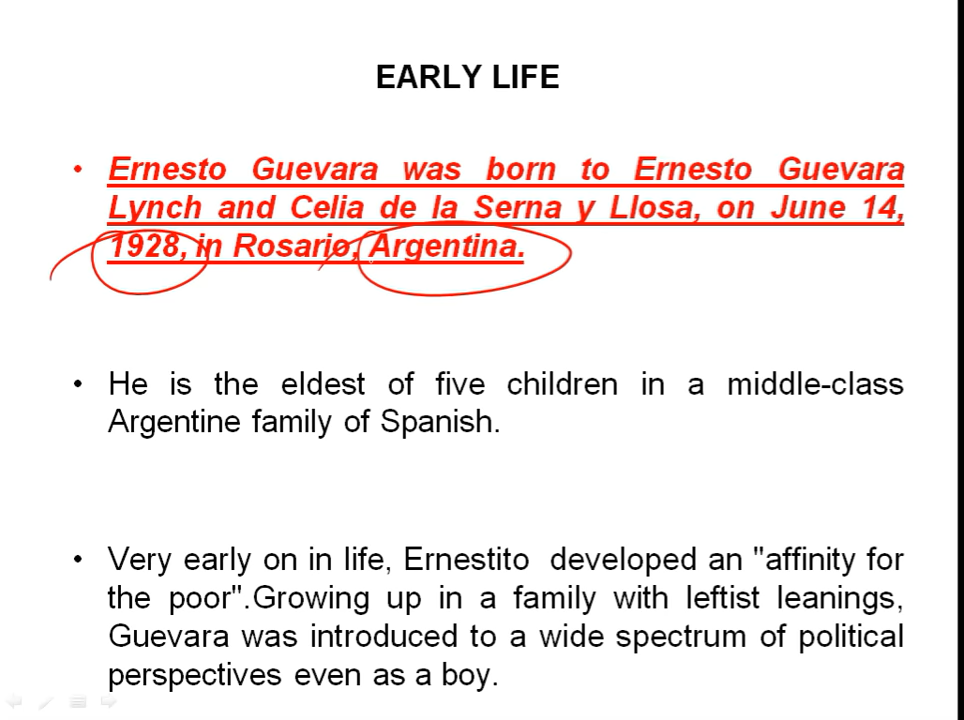 EARLY LIFE
• Ernesto Guevara was born to Ernesto Guevara
Lynch and Celia de la Serna y Llosa, on June 14,
1928, in Rosario, Argentina.
• He is the eldest of five children in a middle-class
Argentine family of Spanish.
• Very early on in life, Ernestito developed an "affinity for
the poor".Growing up in a family with leftist leanings,
Guevara was introduced to a wide spectrum of political
perspectives even as a boy.